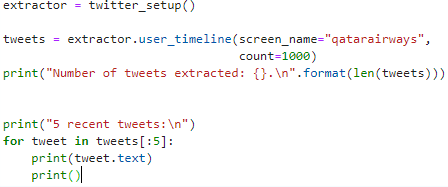 extractor = twitter_setup()
tweets = extractor.user_timeline(screen_name="qatarairways",
                                 count=1000)
print("Number of tweets extracted: {}.\n".format(len(tweets)))
print("5 recent tweets:\n")
for tweet in tweets[:5]:
    print(tweet.text)
    print()